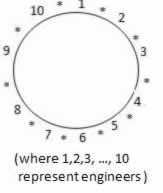 10 * 1 *
2
*
9
*
3
*
*
8
4
*
*
7 * 6 * 5
(where 1,2,3, ..., 10
represent engineers )